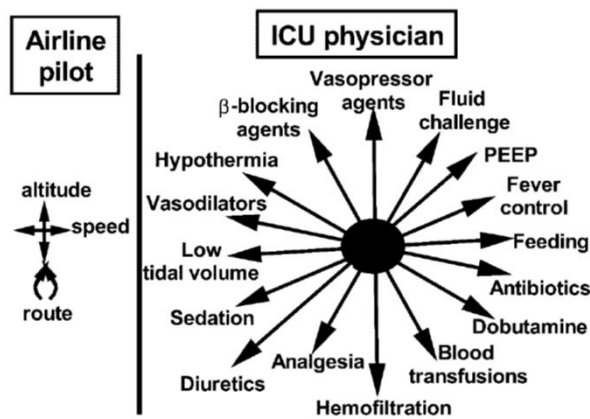 Airline
pilot
altitude
speed
route
ICU physician
Vasopressor
agents
Fluid
challenge
PEEP
Fever
control
Feeding
Antibiotics
Dobutamine
Blood
transfusions
Hemofiltration
Analgesia
Diuretics
Sedation
Low
tidal volume
Vasodilators
Hypothermia
β-blocking
agents